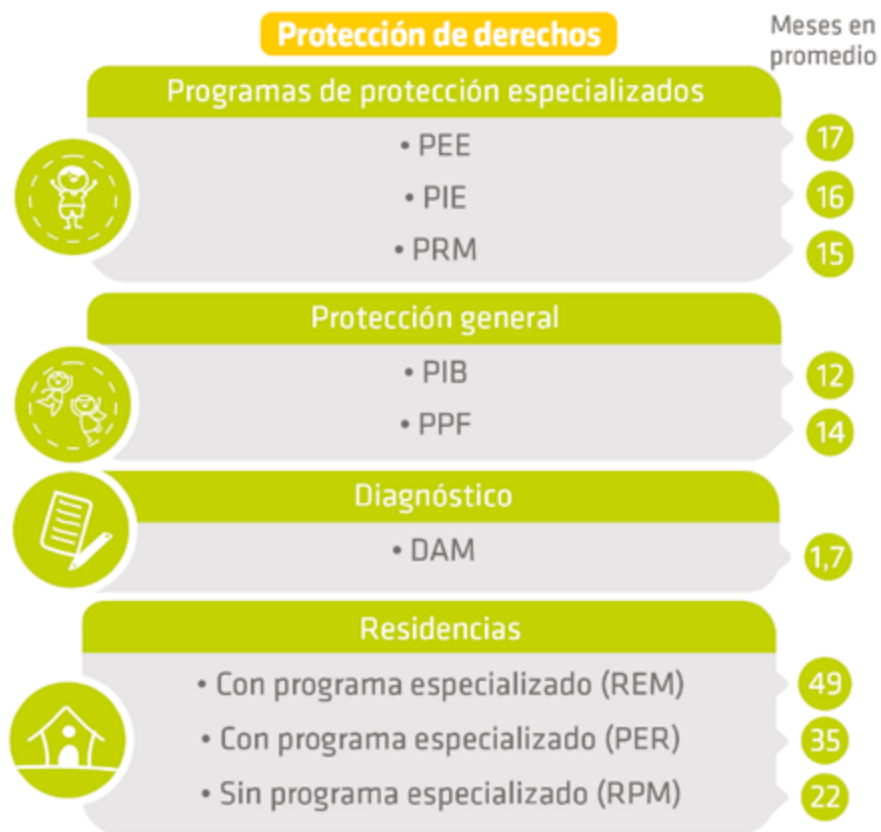 Protección de derechos
Meses en
promedio
Programas de protección especializados
• PEE
17
• PIE
16
• PRM
15
Protección general
• PIB
12
• PPF
14
Diagnóstico
• DAM
1,7
Residencias
• Con programa especializado (REM)
49
• Con programa especializado (PER)
35
• Sin programa especializado (RPM)
22